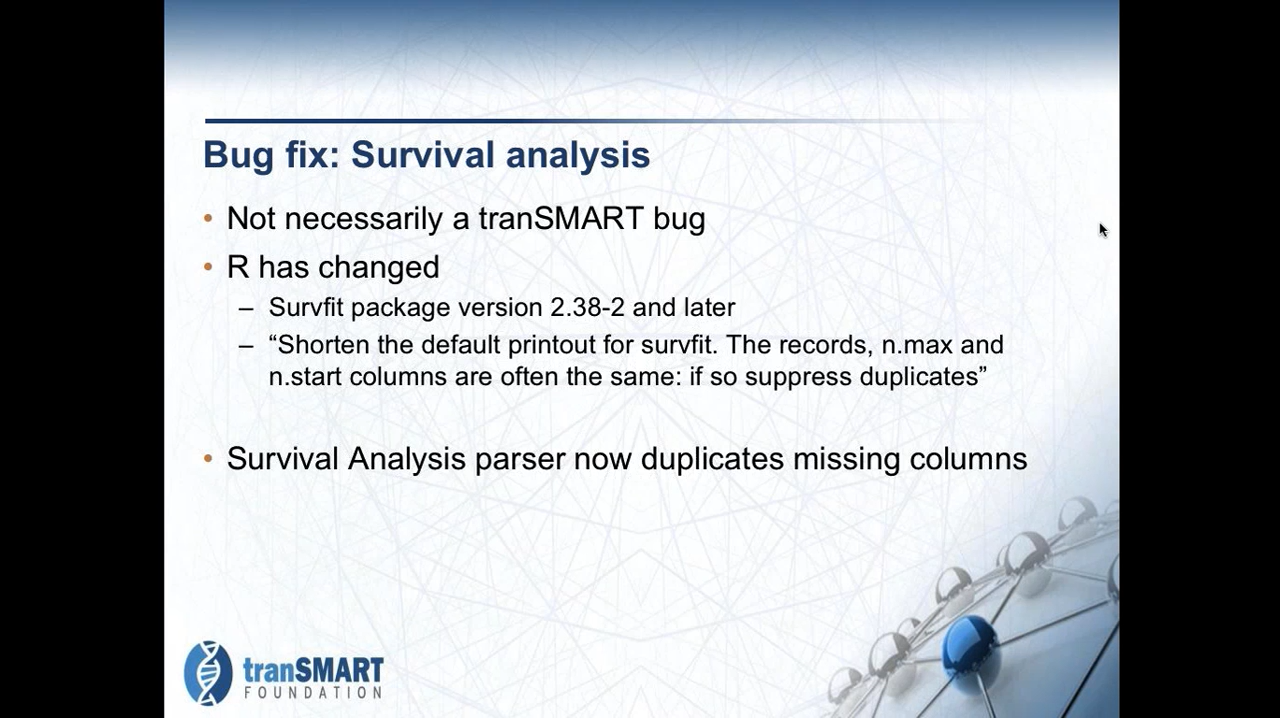 Bug fix: Survival analysis
• Not necessarily a tranSMART bug
• R has changed
– Survfit package version 2.38-2 and later
– “Shorten the default printout for survfit. The records, n.max and
n.start columns are often the same: if so suppress duplicates”
• Survival Analysis parser now duplicates missing columns
tranSMART
FOUNDATION